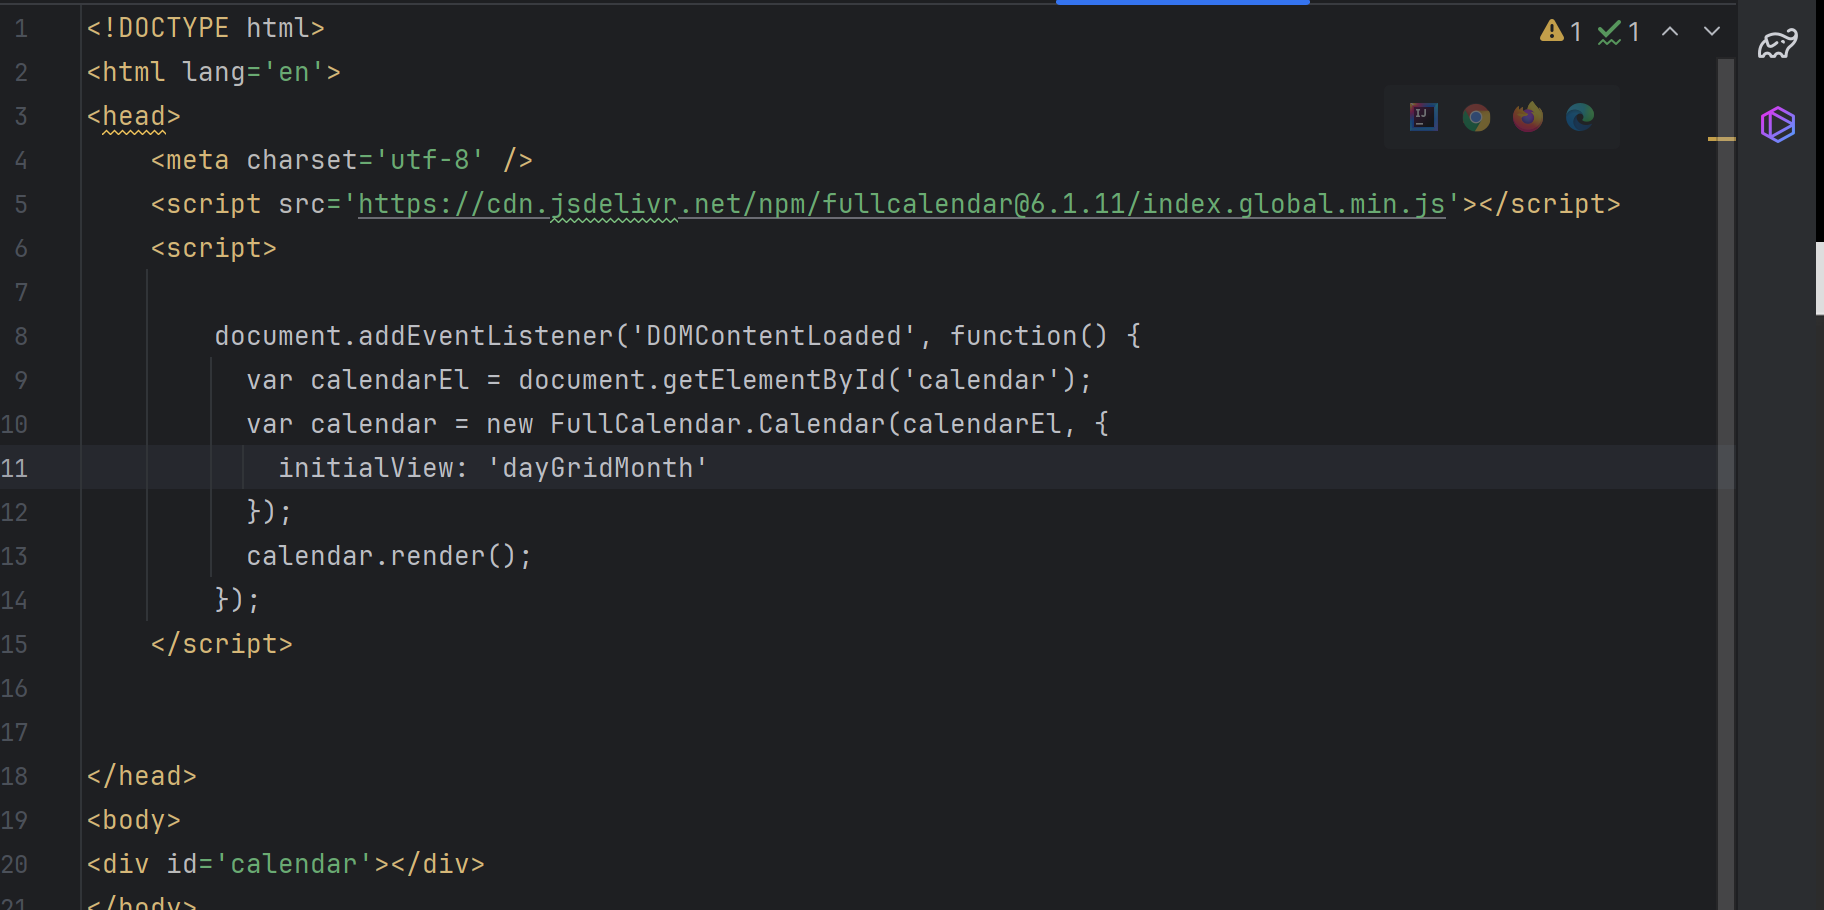 1 <!DOCTYPE html>
2 <html lang='en'>
3 <head>
4 <meta charset='utf-8' />
5 <script src='https://cdn.jsdelivr.net/npm/fullcalendar@6.1.11/index.global.min.js'></script>
6 <script>
7
8 document.addEventListener('DOMContentLoaded', function() {
9 var calendarEl = document.getElementById('calendar');
10 var calendar = new FullCalendar.Calendar(calendarEl, {
11 initialView: 'dayGridMonth'
12 });
13 calendar.render();
14 });
15 </script>
16
17
18 </head>
19 <body>
20 <div id='calendar'></div>
21 </body>
1 1
IJ